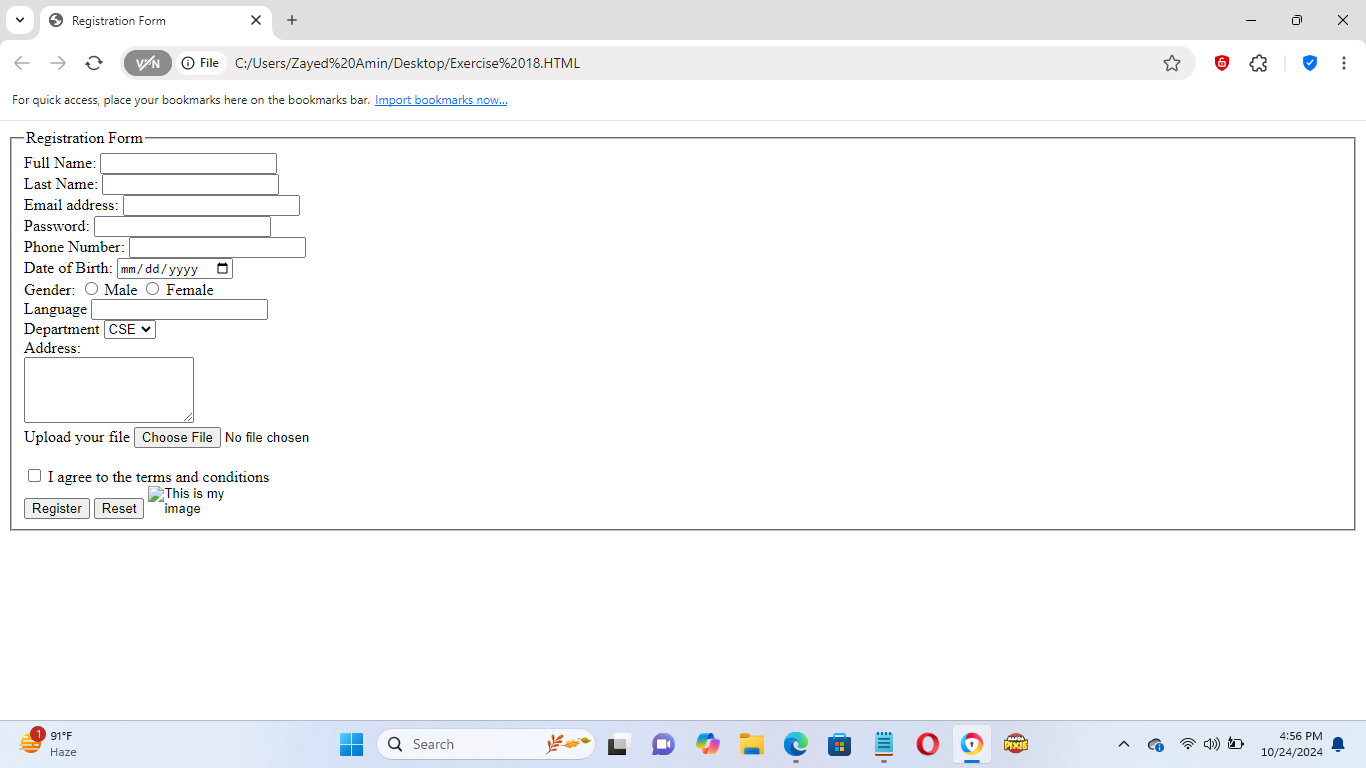 Registration Form
VPN
File
C:/Users/Zayed%20Amin/Desktop/Exercise%2018.HTML
For quick access, place your bookmarks here on the bookmarks bar. Import bookmarks now...
Registration Form
Full Name:
Last Name:
Email address:
Password:
Phone Number:
Date of Birth: mm/dd/yyyy
Gender: Male Female
Language
Department CSE
Address:
Upload your file Choose File No file chosen
I agree to the terms and conditions
Register Reset This is my
image
1
91°F
Haze
Search
PIXIE
4:56 PM
10/24/2024